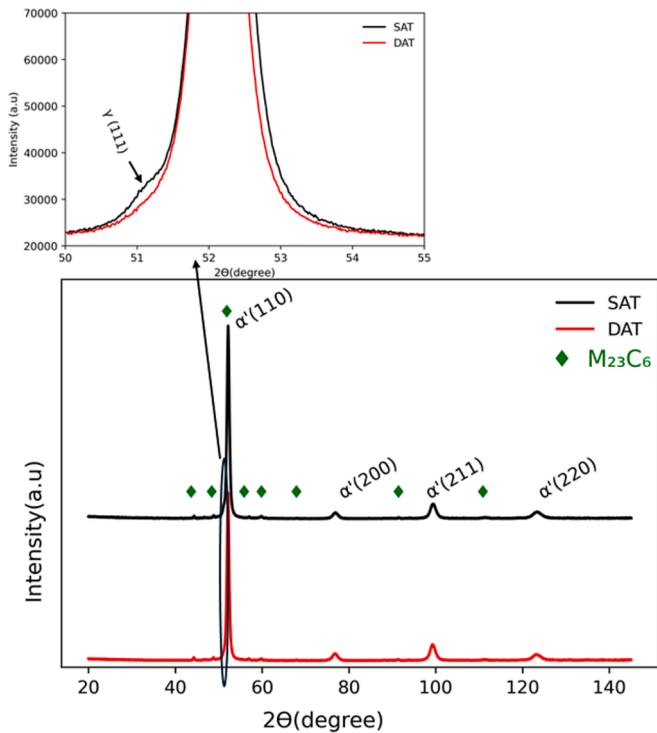 70000
60000
50000
40000
30000
20000
Intensity (a.u)
γ (111)
SAT
DAT
50 51 52 53 54 55
2Θ(degree)
α'(110)
SAT
DAT
M₂₃C₆
α'(200) α'(211) α'(220)
Intensity(a.u)
20 40 60 80 100 120 140
2Θ(degree)